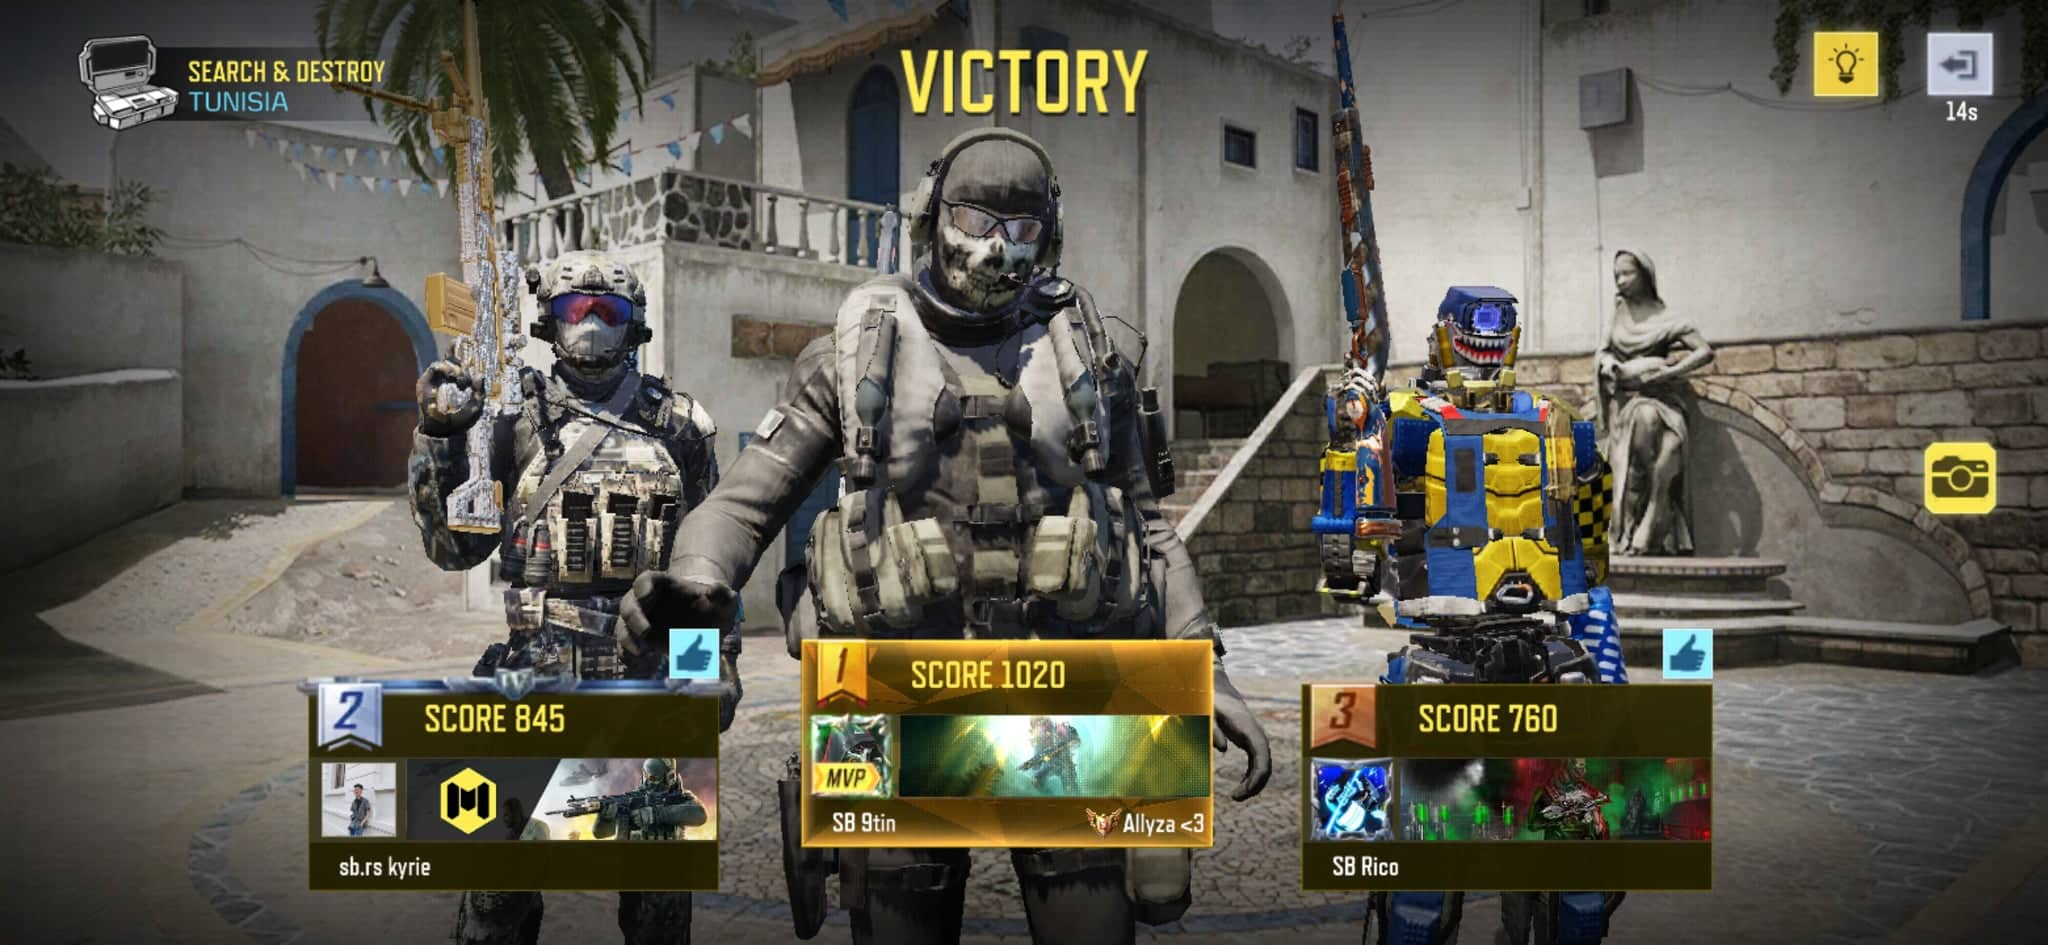 SEARCH & DESTROY
TUNISIA
VICTORY
14s
2
SCORE 845
sb.rs kyrie
1
SCORE 1020
MVP
SB 9tin
Allyza <3
3
SCORE 760
SB Rico